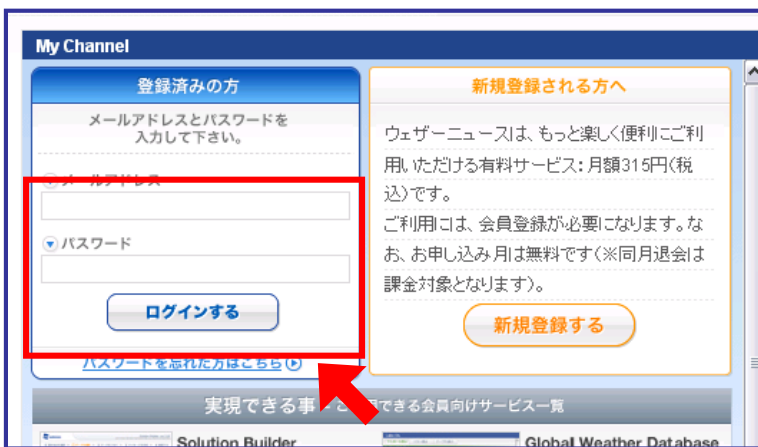 My Channel
登録済みの方
メールアドレスとパスワードを
入力して下さい。
メールアドレス
パスワード
ログインする
パスワードを忘れた方はこちら
新規登録される方へ
ウェザーニュースは、もっと楽しく便利にご利
用いただける有料サービス：月額315円（税
込）です。
ご利用には、会員登録が必要になります。な
お、お申し込み月は無料です（※同月退会は
課金対象となります）。
新規登録する
実現できる事 - ご 用できる会員向けサービス一覧
Solution Builder
Global Weather Database